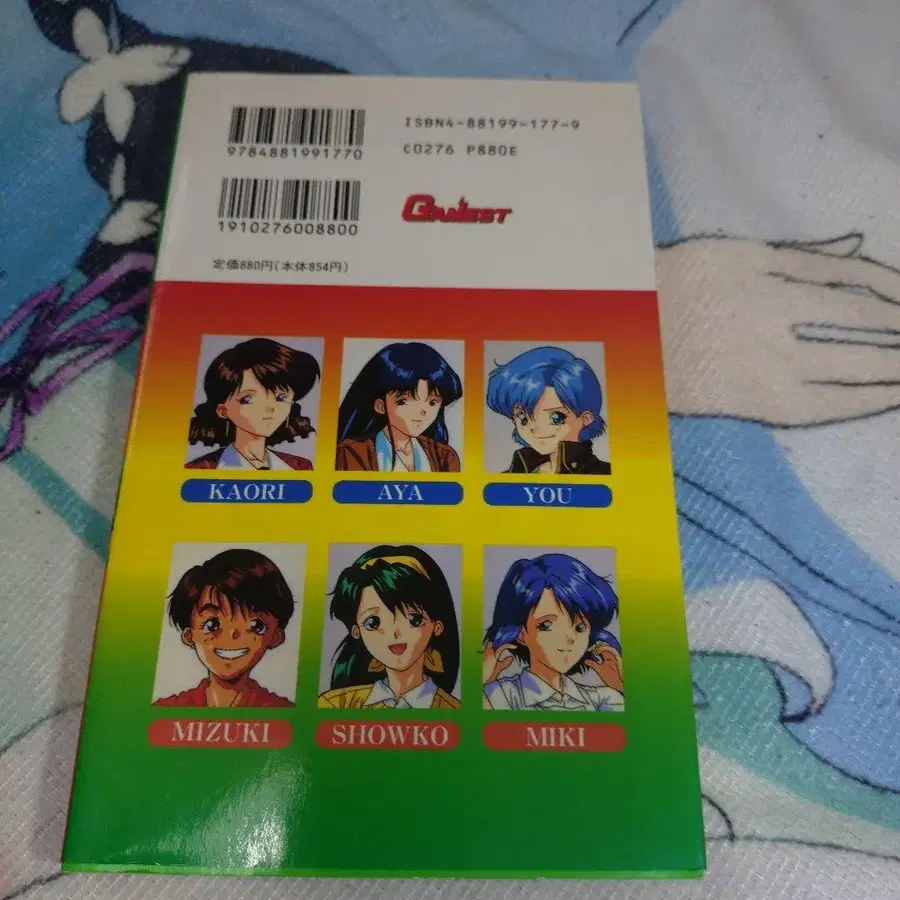 9784881991770
ISBN4-88199-177-9
C0276 P880E
1910276008800
GAMEST
定価880円(本体854円)
KAORI
AYA
YOU
MIZUKI
SHOWKO
MIKI